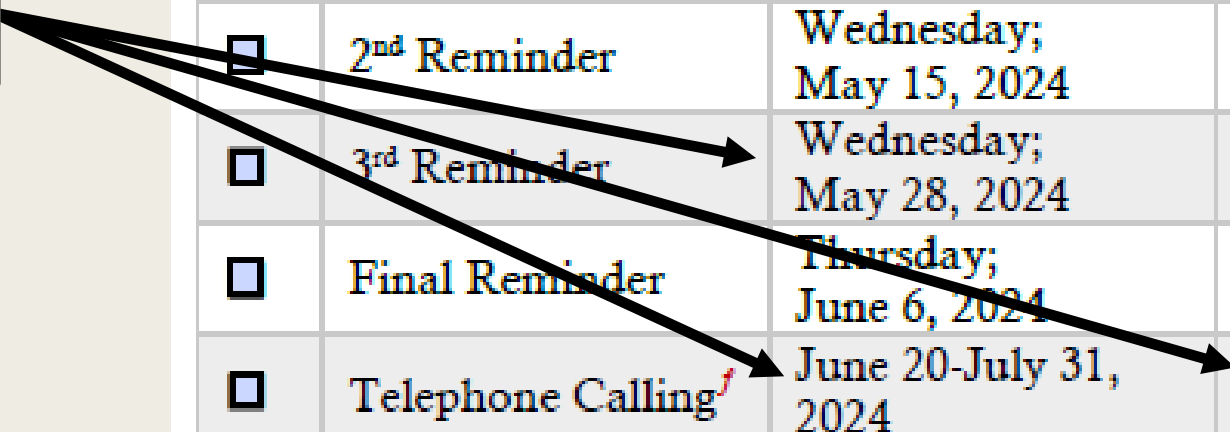 2nd Reminder
Wednesday;
May 15, 2024
3rd Reminder
Wednesday;
May 28, 2024
Final Reminder
Thursday;
June 6, 2024
Telephone Callingf
June 20-July 31,
2024